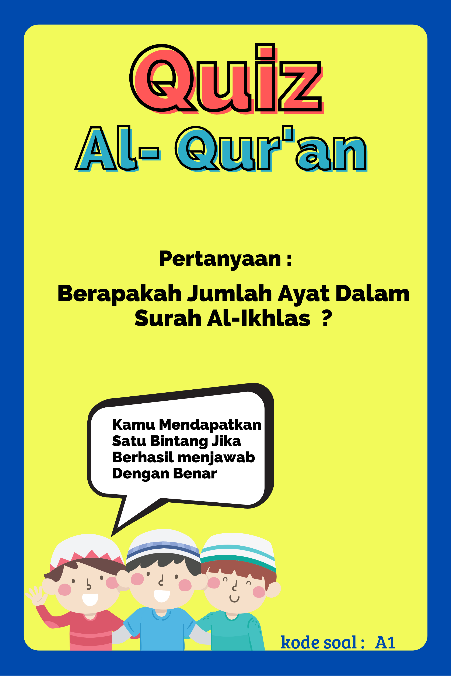 Quiz
Al- Qur'an
Pertanyaan :
Berapakah Jumlah Ayat Dalam
Surah Al-Ikhlas ?
Kamu Mendapatkan
Satu Bintang Jika
Berhasil menjawab
Dengan Benar
kode soal : A1